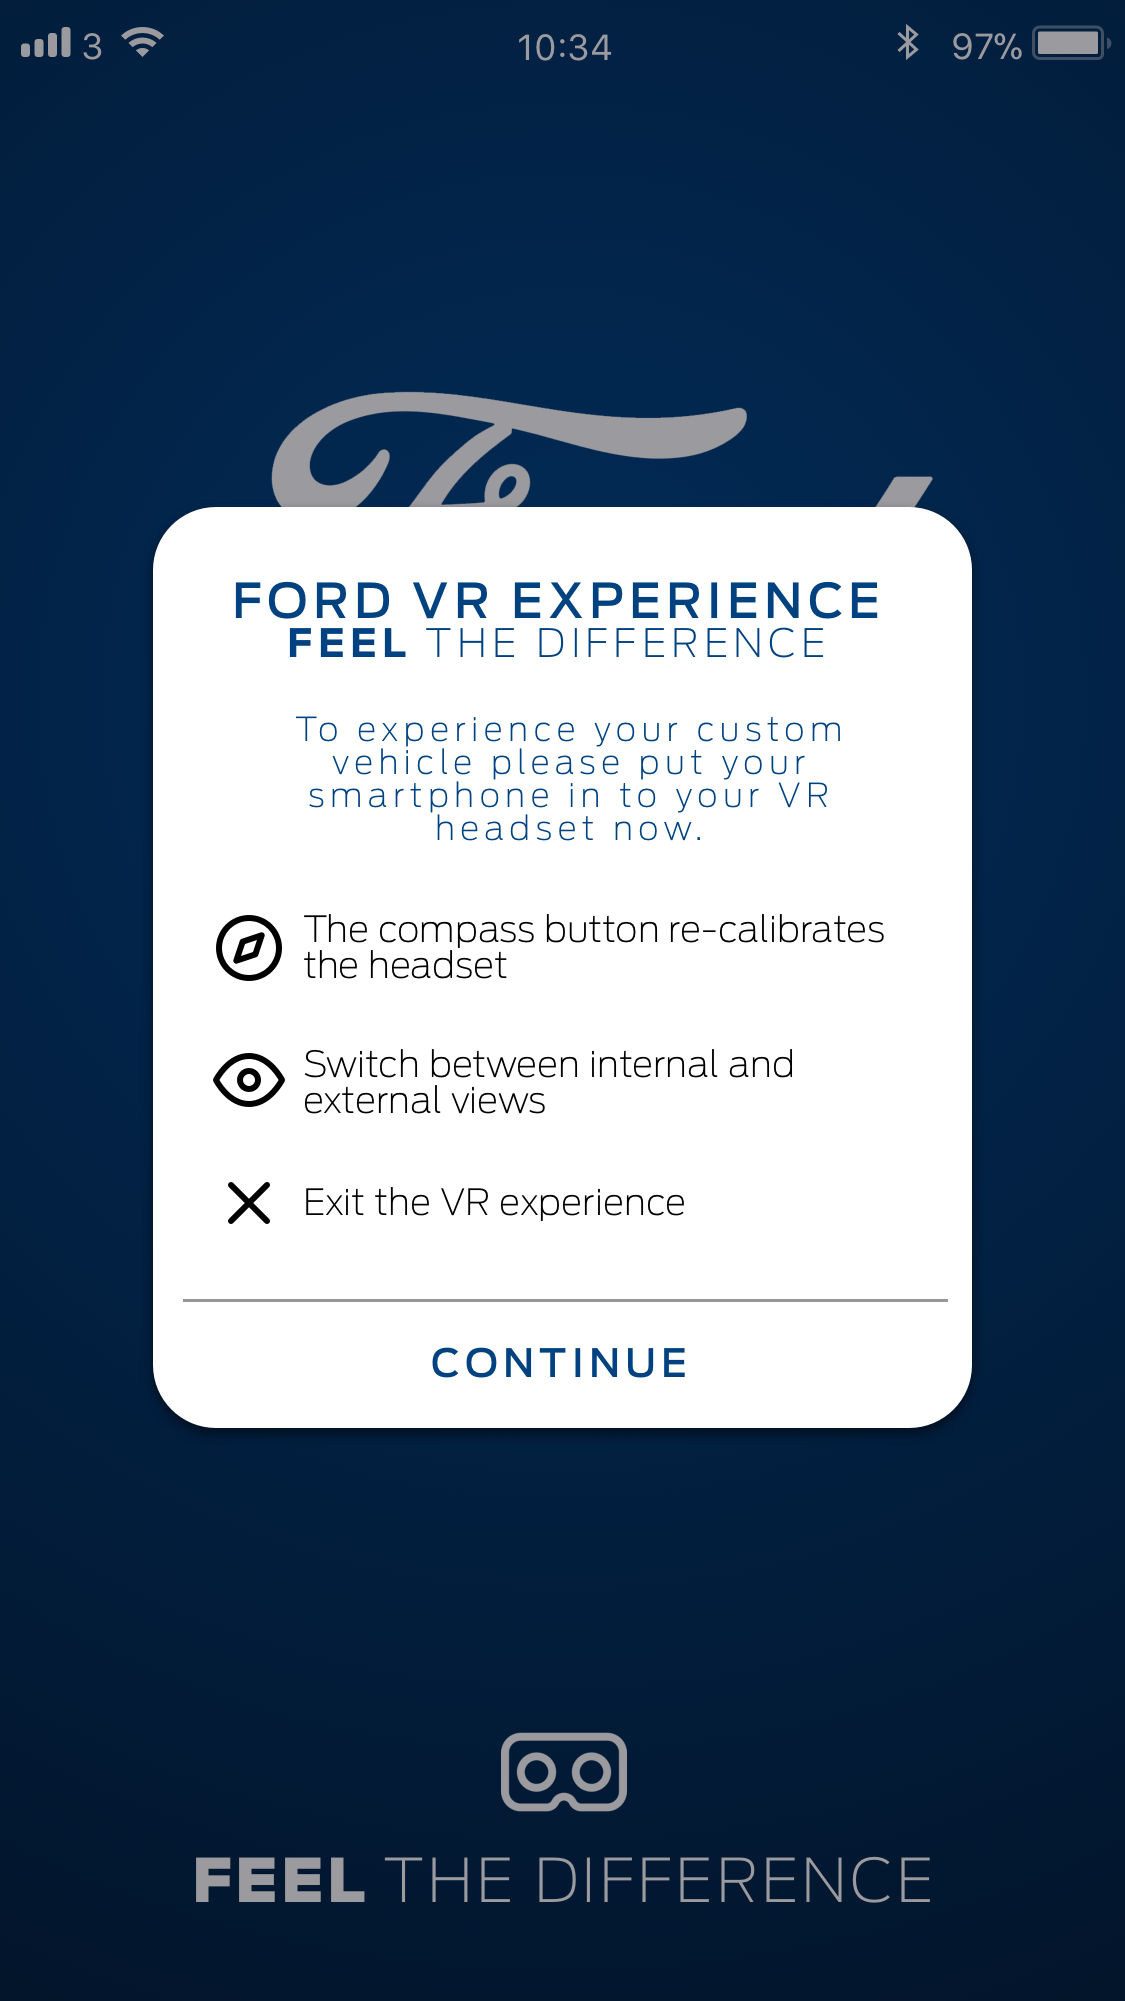 3 10:34 97%
FORD VR EXPERIENCE
FEEL THE DIFFERENCE
To experience your custom
vehicle please put your
smartphone in to your VR
headset now.
The compass button re-calibrates
the headset
Switch between internal and
external views
Exit the VR experience
CONTINUE
FEEL THE DIFFERENCE